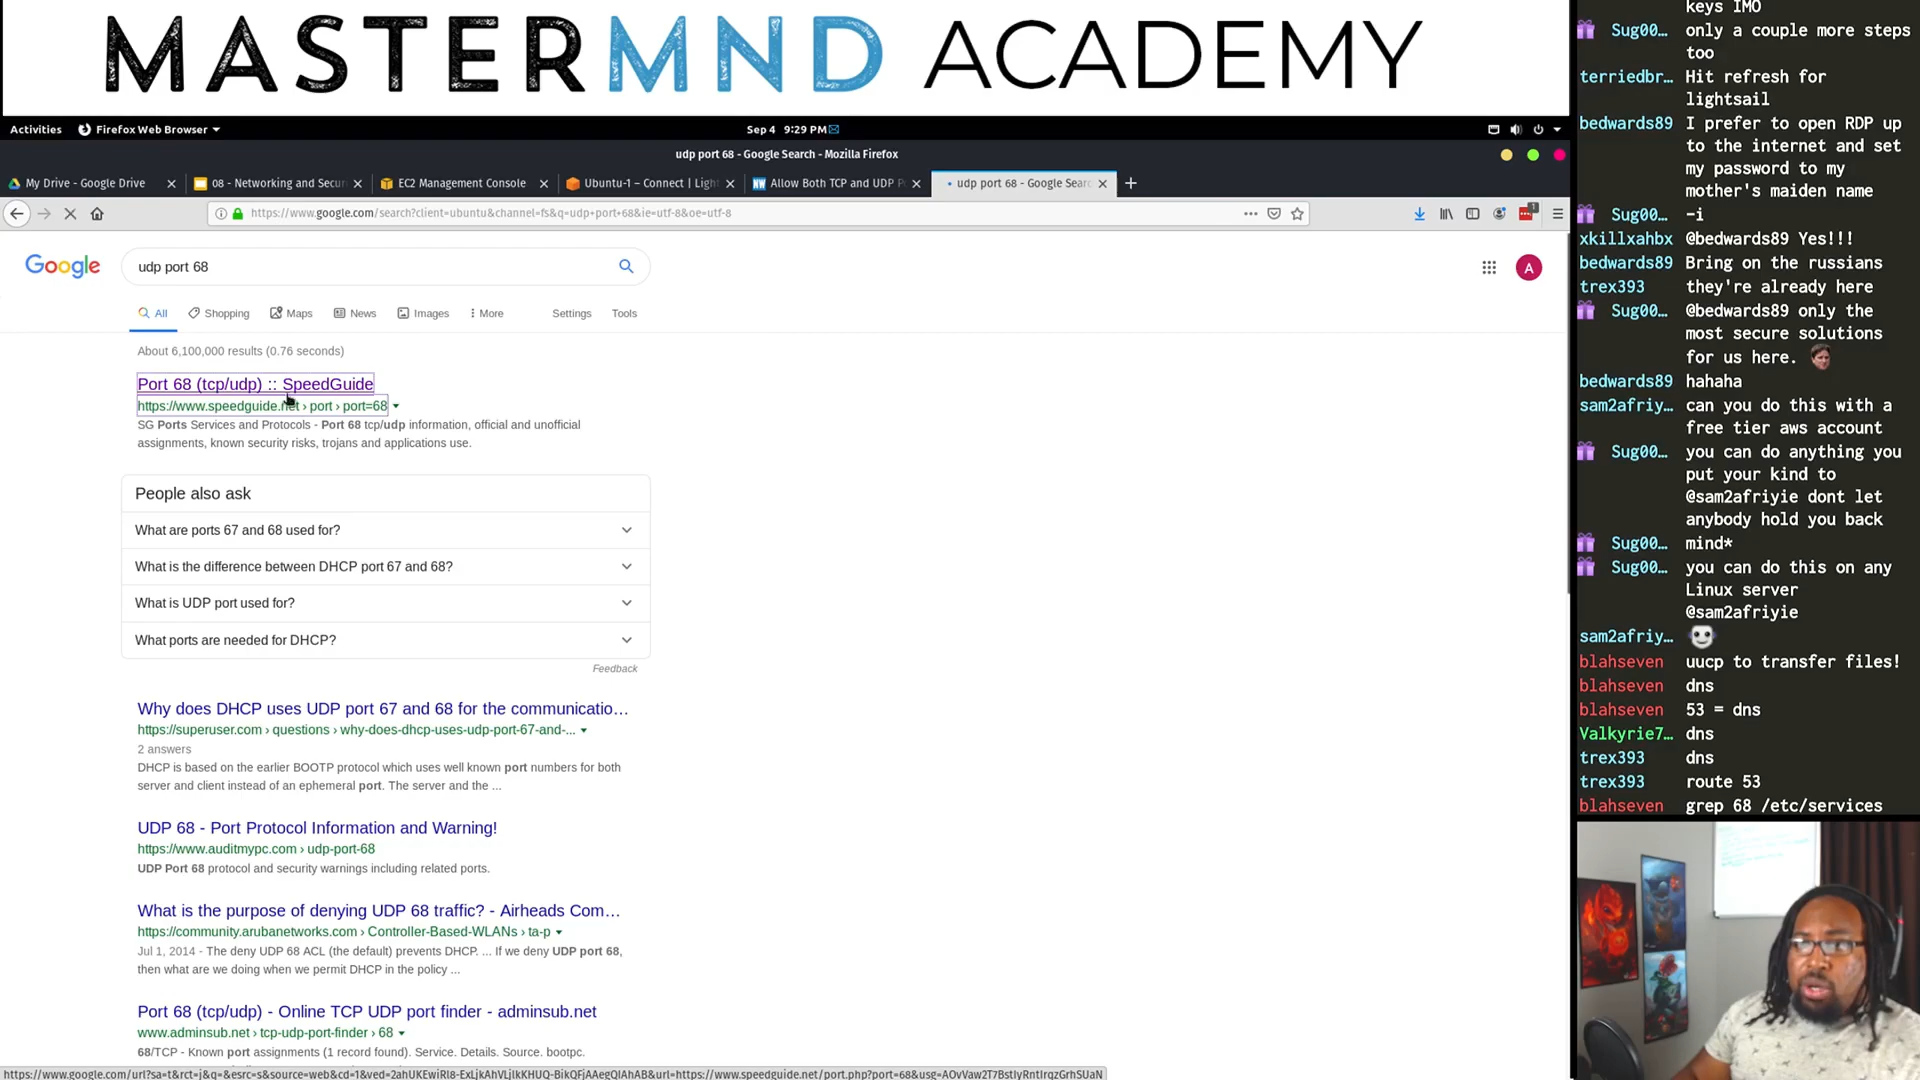 MASTERMND ACADEMY
Activities
Firefox Web Browser
Sep 4 9:29 PM
udp port 68 - Google Search - Mozilla Firefox
My Drive - Google Drive
08 - Networking and Secur
EC2 Management Console
Ubuntu-1 – Connect | Ligh
Allow Both TCP and UDP P
udp port 68 - Google Searc
https://www.google.com/search?client=ubuntu&channel=fs&q=udp+port+68&ie=utf-8&oe=utf-8
1
Google
udp port 68
A
All
Shopping
Maps
News
Images
More
Settings
Tools
About 6,100,000 results (0.76 seconds)
Port 68 (tcp/udp) :: SpeedGuide
https://www.speedguide.net › port › port=68
SG Ports Services and Protocols - Port 68 tcp/udp information, official and unofficial
assignments, known security risks, trojans and applications use.
People also ask
What are ports 67 and 68 used for?
What is the difference between DHCP port 67 and 68?
What is UDP port used for?
What ports are needed for DHCP?
Feedback
Why does DHCP uses UDP port 67 and 68 for the communicatio...
https://superuser.com › questions › why-does-dhcp-uses-udp-port-67-and-...
2 answers
DHCP is based on the earlier BOOTP protocol which uses well known port numbers for both
server and client instead of an ephemeral port. The server and the ...
UDP 68 - Port Protocol Information and Warning!
https://www.auditmypc.com › udp-port-68
UDP Port 68 protocol and security warnings including related ports.
What is the purpose of denying UDP 68 traffic? - Airheads Com...
https://community.arubanetworks.com › Controller-Based-WLANs › ta-p
Jul 1, 2014 - The deny UDP 68 ACL (the default) prevents DHCP. ... If we deny UDP port 68,
then what are we doing when we permit DHCP in the policy ...
Port 68 (tcp/udp) - Online TCP UDP port finder - adminsub.net
www.adminsub.net › tcp-udp-port-finder › 68
68/TCP - Known port assignments (1 record found). Service. Details. Source. bootpc.
keys IMO
Sug00... only a couple more steps
too
terriedbr... Hit refresh for
lightsail
bedwards89 I prefer to open RDP up
to the internet and set
my password to my
mother's maiden name
Sug00... -i
xkillxahbx @bedwards89 Yes!!!
bedwards89 Bring on the russians
trex393 they're already here
Sug00... @bedwards89 only the
most secure solutions
for us here.
bedwards89 hahaha
sam2afriy... can you do this with a
free tier aws account
Sug00... you can do anything you
put your kind to
@sam2afriyie dont let
anybody hold you back
Sug00... mind*
Sug00... you can do this on any
Linux server
@sam2afriyie
sam2afriy...
blahseven uucp to transfer files!
blahseven dns
blahseven 53 = dns
Valkyrie7... dns
trex393 dns
trex393 route 53
blahseven grep 68 /etc/services